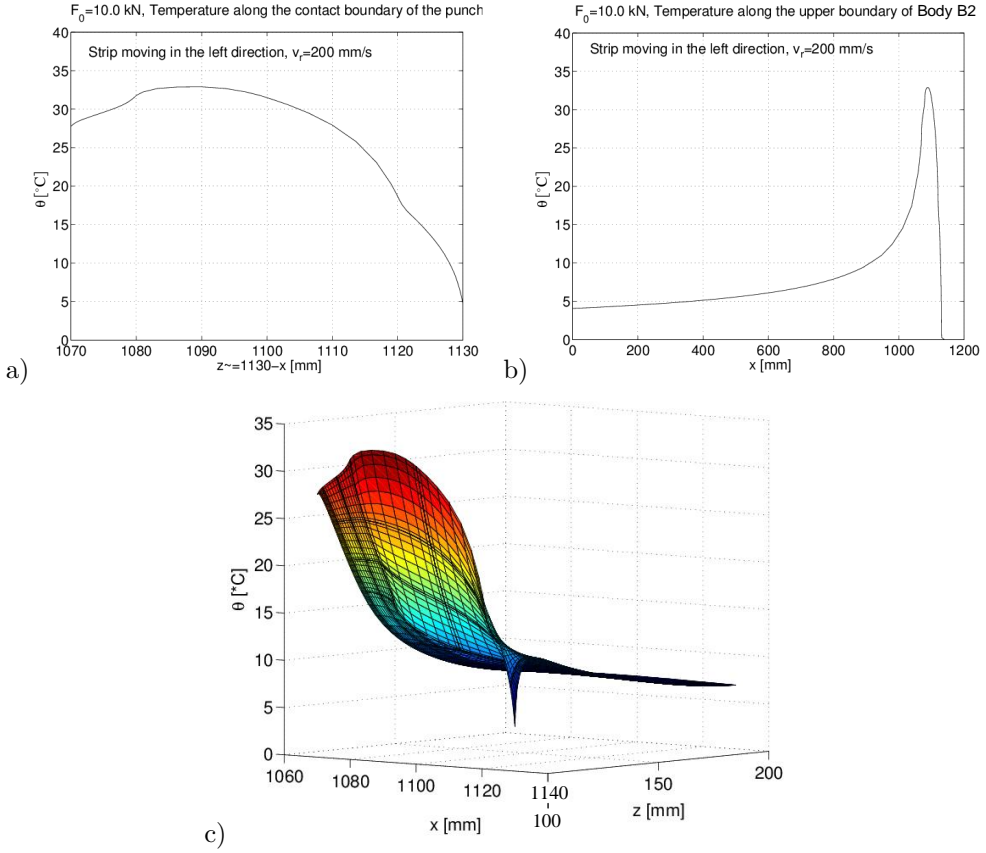 F0=10.0 kN, Temperature along the contact boundary of the punch
Strip moving in the left direction, vr=200 mm/s
40
35
30
25
20
15
10
5
0
θ [°C]
1070 1080 1090 1100 1110 1120 1130
z~=1130−x [mm]
a)
F0=10.0 kN, Temperature along the upper boundary of Body B2
Strip moving in the left direction, vr=200 mm/s
40
35
30
25
20
15
10
5
0
θ [°C]
0 200 400 600 800 1000 1200
x [mm]
b)
35
30
25
20
15
10
5
0
θ [*C]
1060 1080 1100 1120 1140
100 150 200
x [mm]
z [mm]
c)